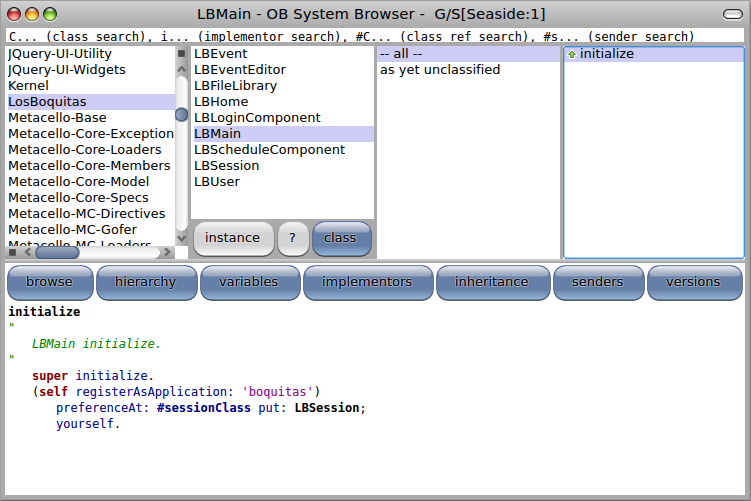 LBMain - OB System Browser -  G/S[Seaside:1]
C... (class search), i... (implementor search), #C... (class ref search), #s... (sender search)
JQuery-UI-Utility
JQuery-UI-Widgets
Kernel
LosBoquitas
Metacello-Base
Metacello-Core-Exception
Metacello-Core-Loaders
Metacello-Core-Members
Metacello-Core-Model
Metacello-Core-Specs
Metacello-MC-Directives
Metacello-MC-Gofer
Metacello-MC-Loaders
LBEvent
LBEventEditor
LBFileLibrary
LBHome
LBLoginComponent
LBMain
LBScheduleComponent
LBSession
LBUser
instance
?
class
-- all --
as yet unclassified
initialize
browse
hierarchy
variables
implementors
inheritance
senders
versions
initialize
"
LBMain initialize.
"
super initialize.
(self registerAsApplication: 'boquitas')
preferenceAt: #sessionClass put: LBSession;
yourself.